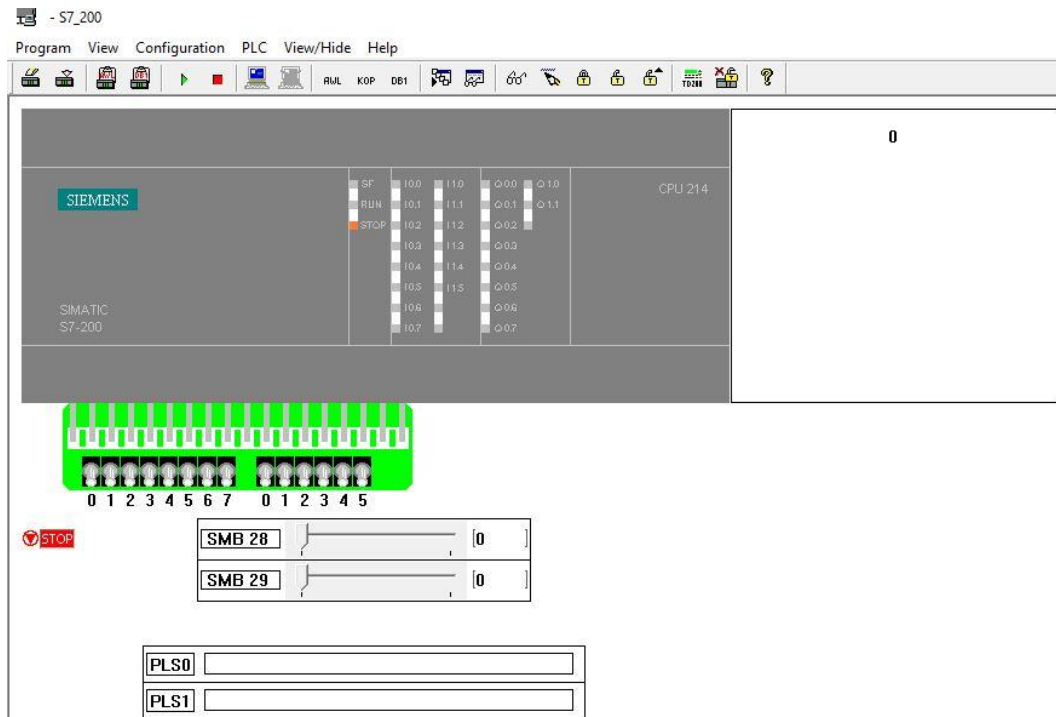 - S7_200
Program View Configuration PLC View/Hide Help
AWL KOP DB1 TD200
0
SIEMENS
SF I0.0 I1.0 Q0.0 Q1.0 CPU 214
RUN I0.1 I1.1 Q0.1 Q1.1
STOP I0.2 I1.2 Q0.2
I0.3 I1.3 Q0.3
I0.4 I1.4 Q0.4
I0.5 I1.5 Q0.5
SIMATIC I0.6 Q0.6
S7-200 I0.7 Q0.7
0 1 2 3 4 5 6 7 0 1 2 3 4 5
STOP SMB 28 [0 ]
SMB 29 [0 ]
PLS0
PLS1